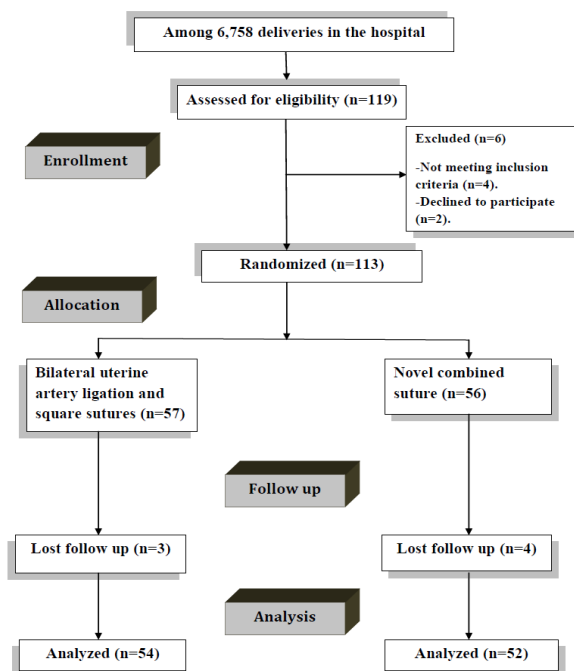 Among 6,758 deliveries in the hospital
Assessed for eligibility (n=119)
Enrollment
Excluded (n=6)
-Not meeting inclusion
criteria (n=4).
-Declined to participate
(n=2).
Randomized (n=113)
Allocation
Bilateral uterine
artery ligation and
square sutures (n=57)
Novel combined
suture (n=56)
Follow up
Lost follow up (n=3)
Lost follow up (n=4)
Analysis
Analyzed (n=54)
Analyzed (n=52)